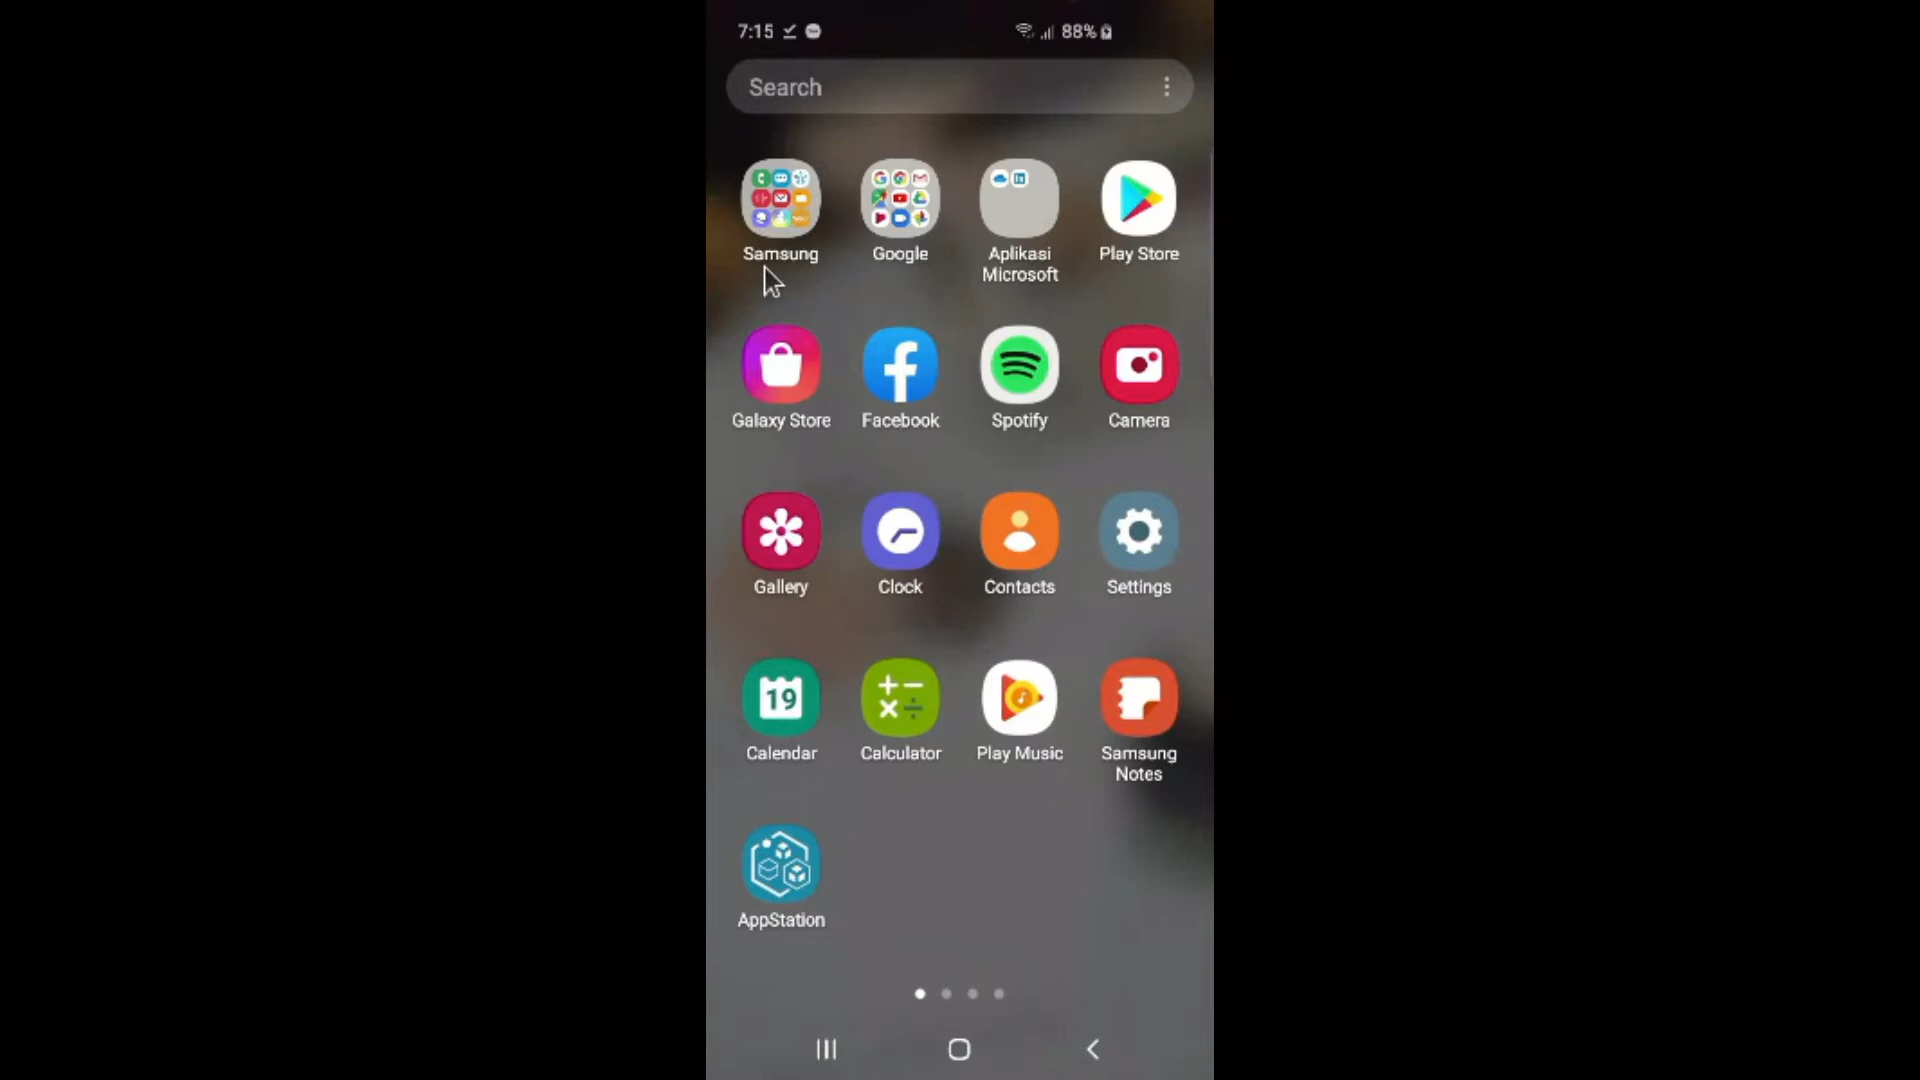 7:15
88%
Search
Samsung
Google
Aplikasi
Microsoft
Play Store
Galaxy Store
Facebook
Spotify
Camera
Gallery
Clock
Contacts
Settings
19
Calendar
Calculator
Play Music
Samsung
Notes
AppStation